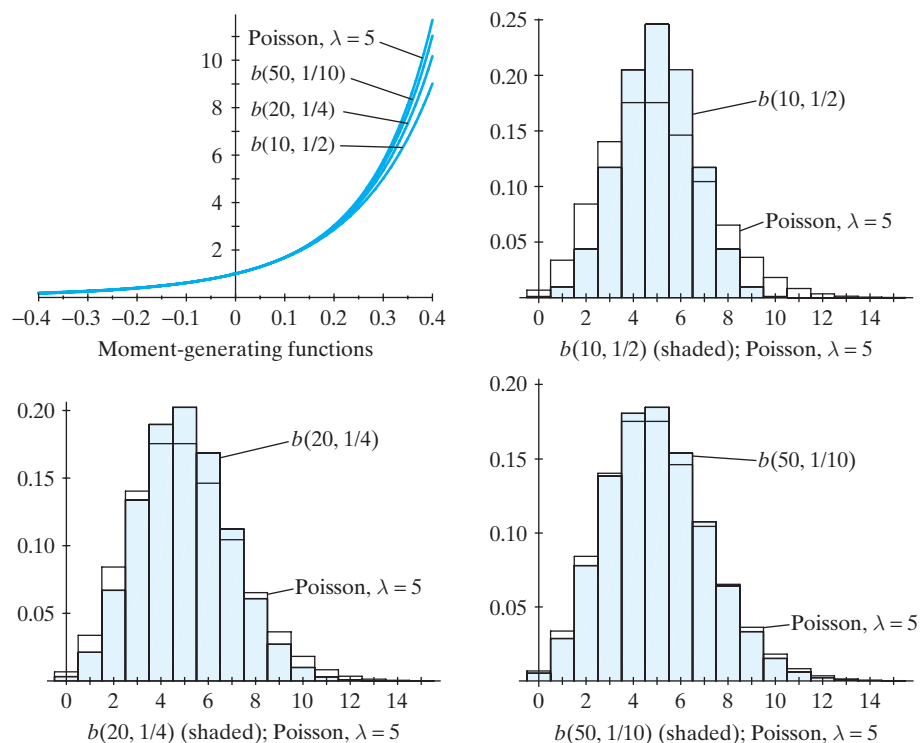 10
8
6
4
2
Poisson, λ = 5
b(50, 1/10)
b(20, 1/4)
b(10, 1/2)
−0.4 −0.3 −0.2 −0.1 0 0.1 0.2 0.3 0.4
Moment-generating functions
0.25
0.20
0.15
0.10
0.05
b(10, 1/2)
Poisson, λ = 5
0 2 4 6 8 10 12 14
b(10, 1/2) (shaded); Poisson, λ = 5
0.20
0.15
0.10
0.05
b(20, 1/4)
Poisson, λ = 5
0 2 4 6 8 10 12 14
b(20, 1/4) (shaded); Poisson, λ = 5
0.20
0.15
0.10
0.05
b(50, 1/10)
Poisson, λ = 5
0 2 4 6 8 10 12 14
b(50, 1/10) (shaded); Poisson, λ = 5